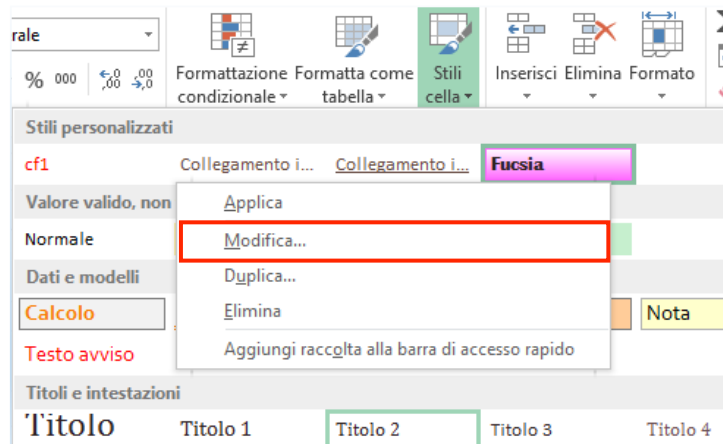 rale
% 000 ,00 ,0
Formattazione condizionale
Formatta come tabella
Stili cella
Inserisci Elimina Formato
Stili personalizzati
cf1 Collegamento i... Collegamento i... Fucsia
Valore valido, non
Applica
Normale
Modifica...
Dati e modelli
Duplica...
Calcolo
Elimina
Nota
Testo avviso
Aggiungi raccolta alla barra di accesso rapido
Titoli e intestazioni
Titolo Titolo 1 Titolo 2 Titolo 3 Titolo 4